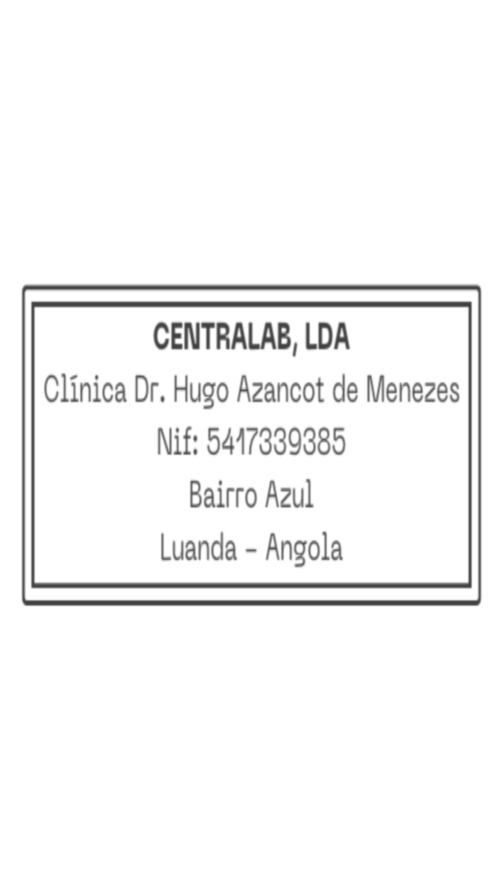 CENTRALAB, LDA
Clínica Dr. Hugo Azancot de Menezes
Nif: 5417339385
Bairro Azul
Luanda - Angola